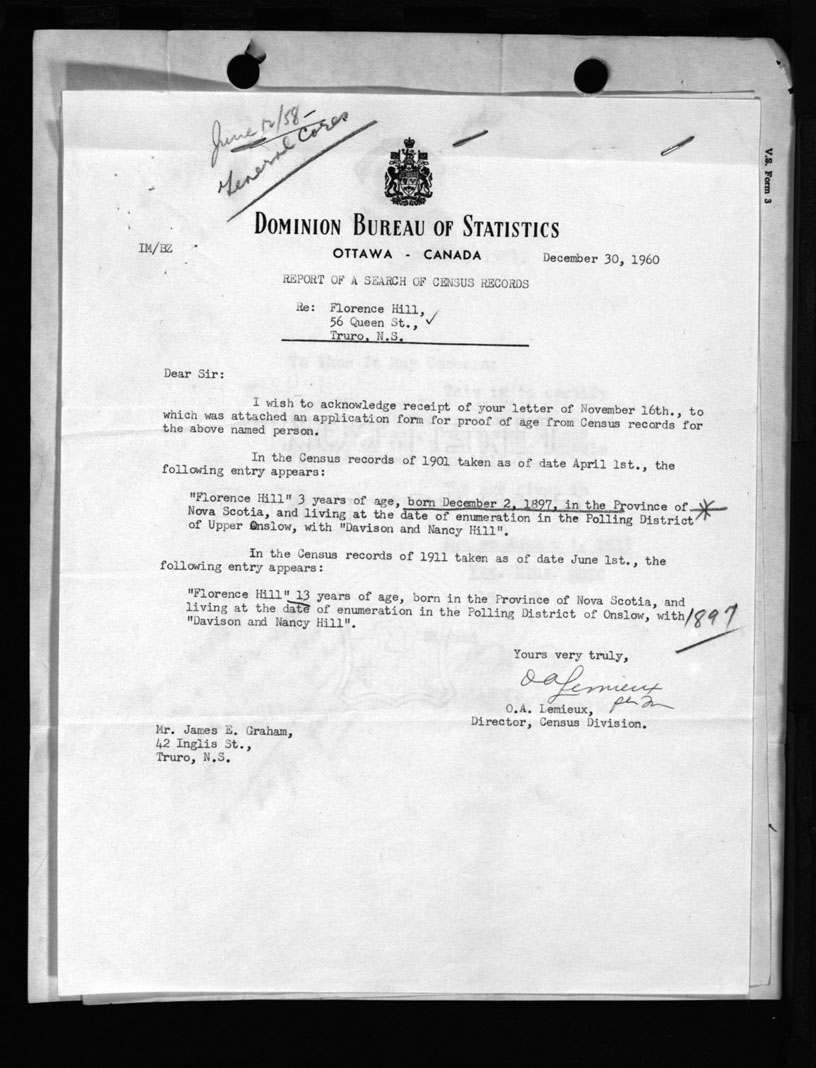 June 12/58-
General Cores
V.S. Form 3
DOMINION BUREAU OF STATISTICS
IM/BZ
OTTAWA - CANADA
December 30, 1960
REPORT OF A SEARCH OF CENSUS RECORDS
Re: Florence Hill,
56 Queen St., ✓
Truro, N.S.
Dear Sir:
I wish to acknowledge receipt of your letter of November 16th., to
which was attached an application form for proof of age from Census records for
the above named person.
In the Census records of 1901 taken as of date April 1st., the
following entry appears:
"Florence Hill" 3 years of age, born December 2, 1897, in the Province of
Nova Scotia, and living at the date of enumeration in the Polling District
of Upper Onslow, with "Davison and Nancy Hill".
In the Census records of 1911 taken as of date June 1st., the
following entry appears:
"Florence Hill" 13 years of age, born in the Province of Nova Scotia, and
living at the date of enumeration in the Polling District of Onslow, with 1897
"Davison and Nancy Hill".
Yours very truly,
O A Lemieux
O.A. Lemieux,
Director, Census Division.
Mr. James E. Graham,
42 Inglis St.,
Truro, N.S.